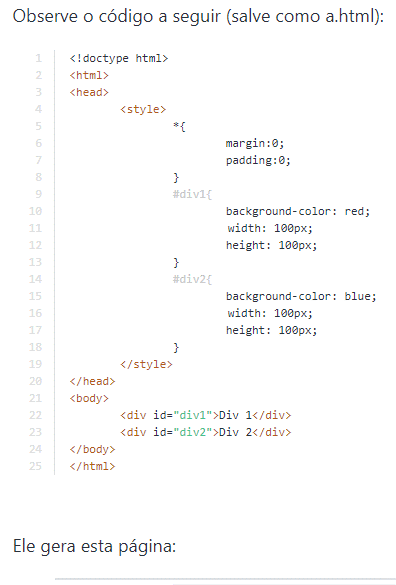 Observe o código a seguir (salve como a.html):
1 <!doctype html>
2 <html>
3 <head>
4 <style>
5 *{
6 margin:0;
7 padding:0;
8 }
9 #div1{
10 background-color: red;
11 width: 100px;
12 height: 100px;
13 }
14 #div2{
15 background-color: blue;
16 width: 100px;
17 height: 100px;
18 }
19 </style>
20 </head>
21 <body>
22 <div id="div1">Div 1</div>
23 <div id="div2">Div 2</div>
24 </body>
25 </html>
Ele gera esta página: